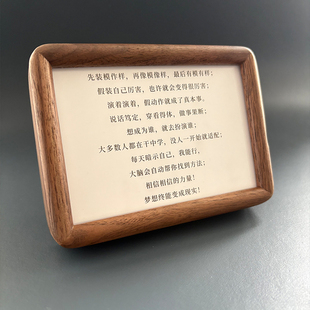 先装模作样，再像模像样，最后有模有样；
假装自己厉害，也许就会变得很厉害；
演着演着，假动作就成了真本事。
说话笃定，穿着得体，做事果断；
想成为谁，就去扮演谁；
大多数人都在干中学，没人一开始就适配；
每天暗示自己，我能行，
大脑会自动帮你找到方法；
相信相信的力量！
梦想终能变成现实！